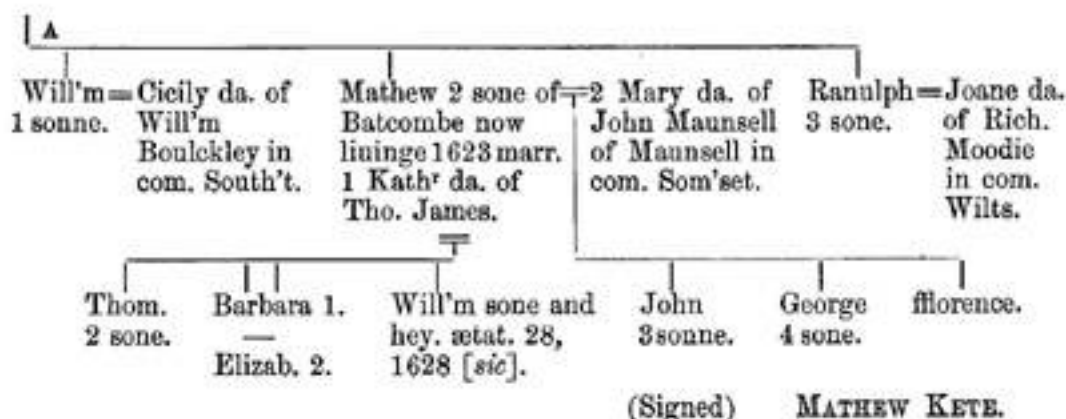 A
Will'm = Cicily da. of
1 sonne. Will'm
Boulckley in
com. South't.
Mathew 2 sone of
Batcombe now
liuinge 1623 marr.
1 Kathʳ da. of
Tho. James.
2 Mary da. of
John Maunsell
of Maunsell in
com. Som'set.
Ranulph = Joane da.
3 sone. of Rich.
Moodie
in com.
Wilts.
Thom.
2 sone.
Barbara 1.
—
Elizab. 2.
Will'm sone and
hey. ætat. 28,
1628 [sic].
John
3 sonne.
George
4 sone.
fflorence.
(Signed) MATHEW KETE.